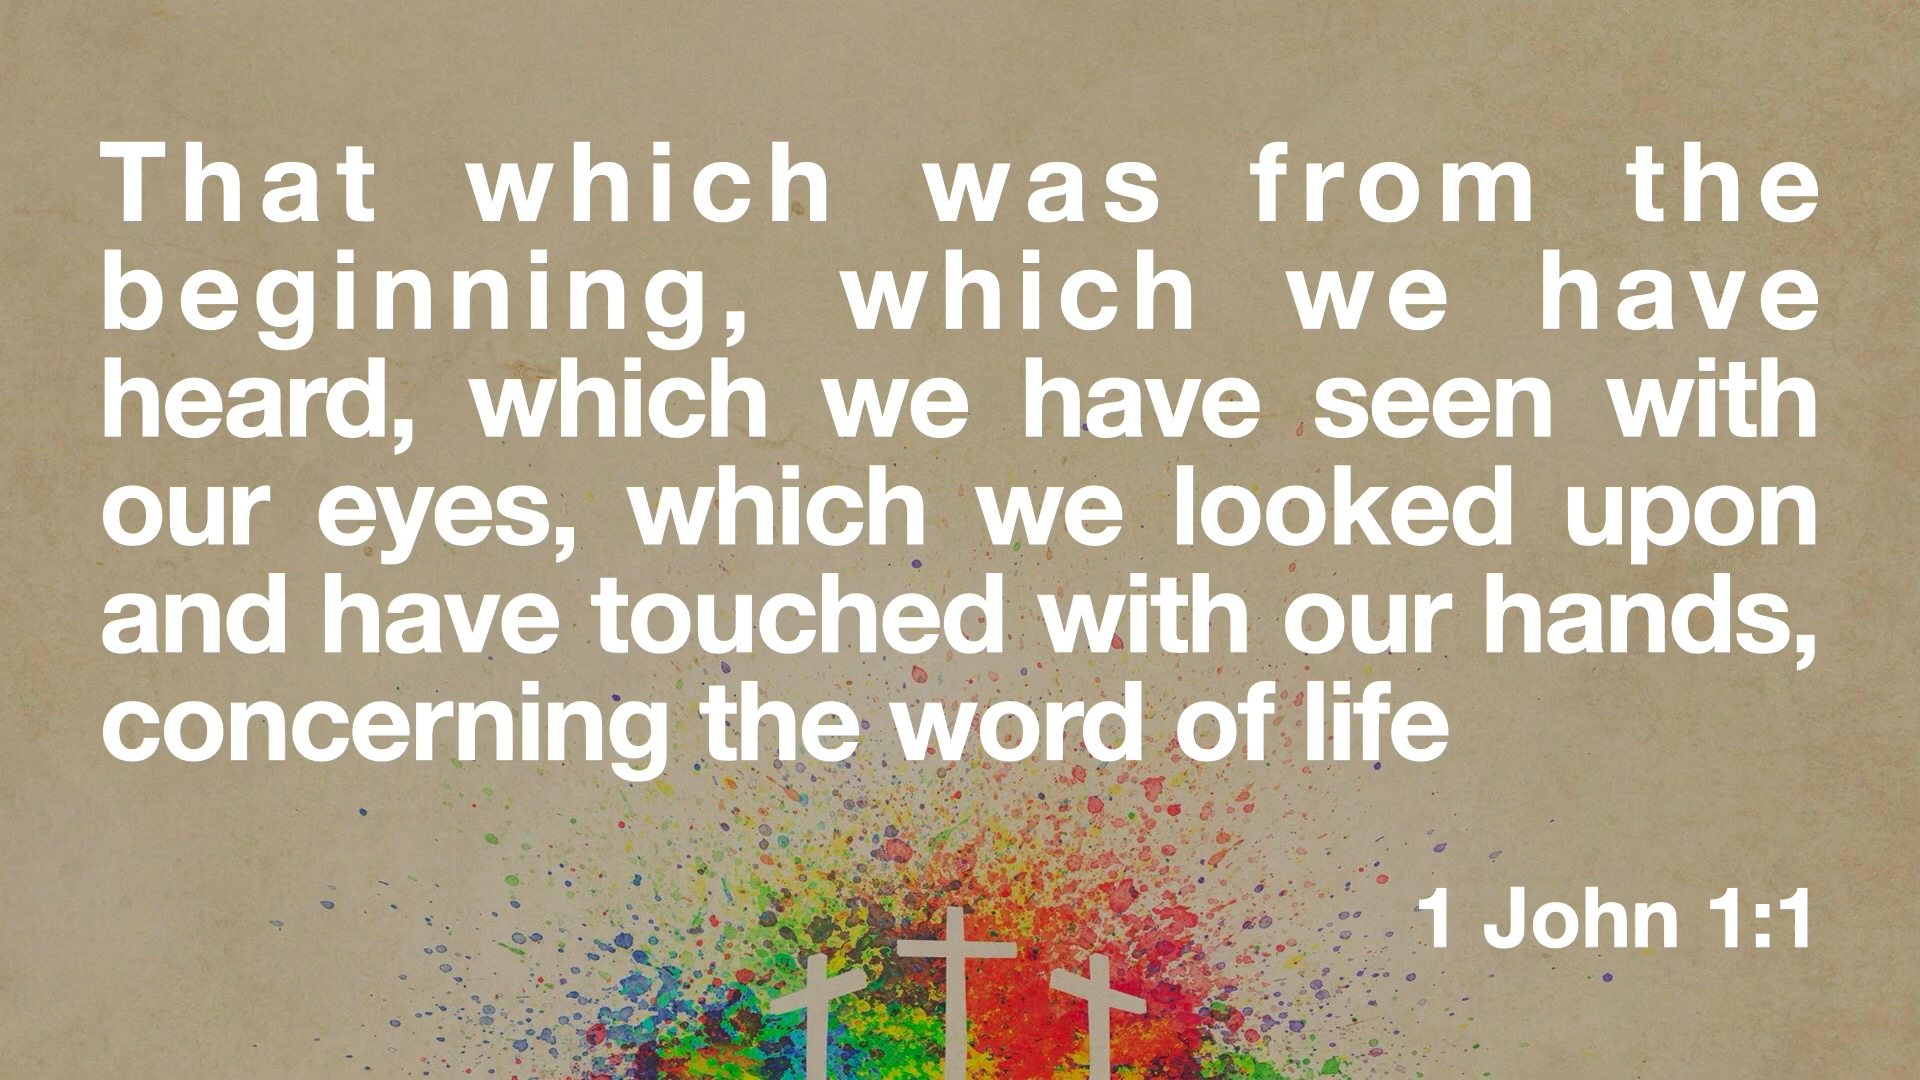 That which was from the
beginning, which we have
heard, which we have seen with
our eyes, which we looked upon
and have touched with our hands,
concerning the word of life
1 John 1:1